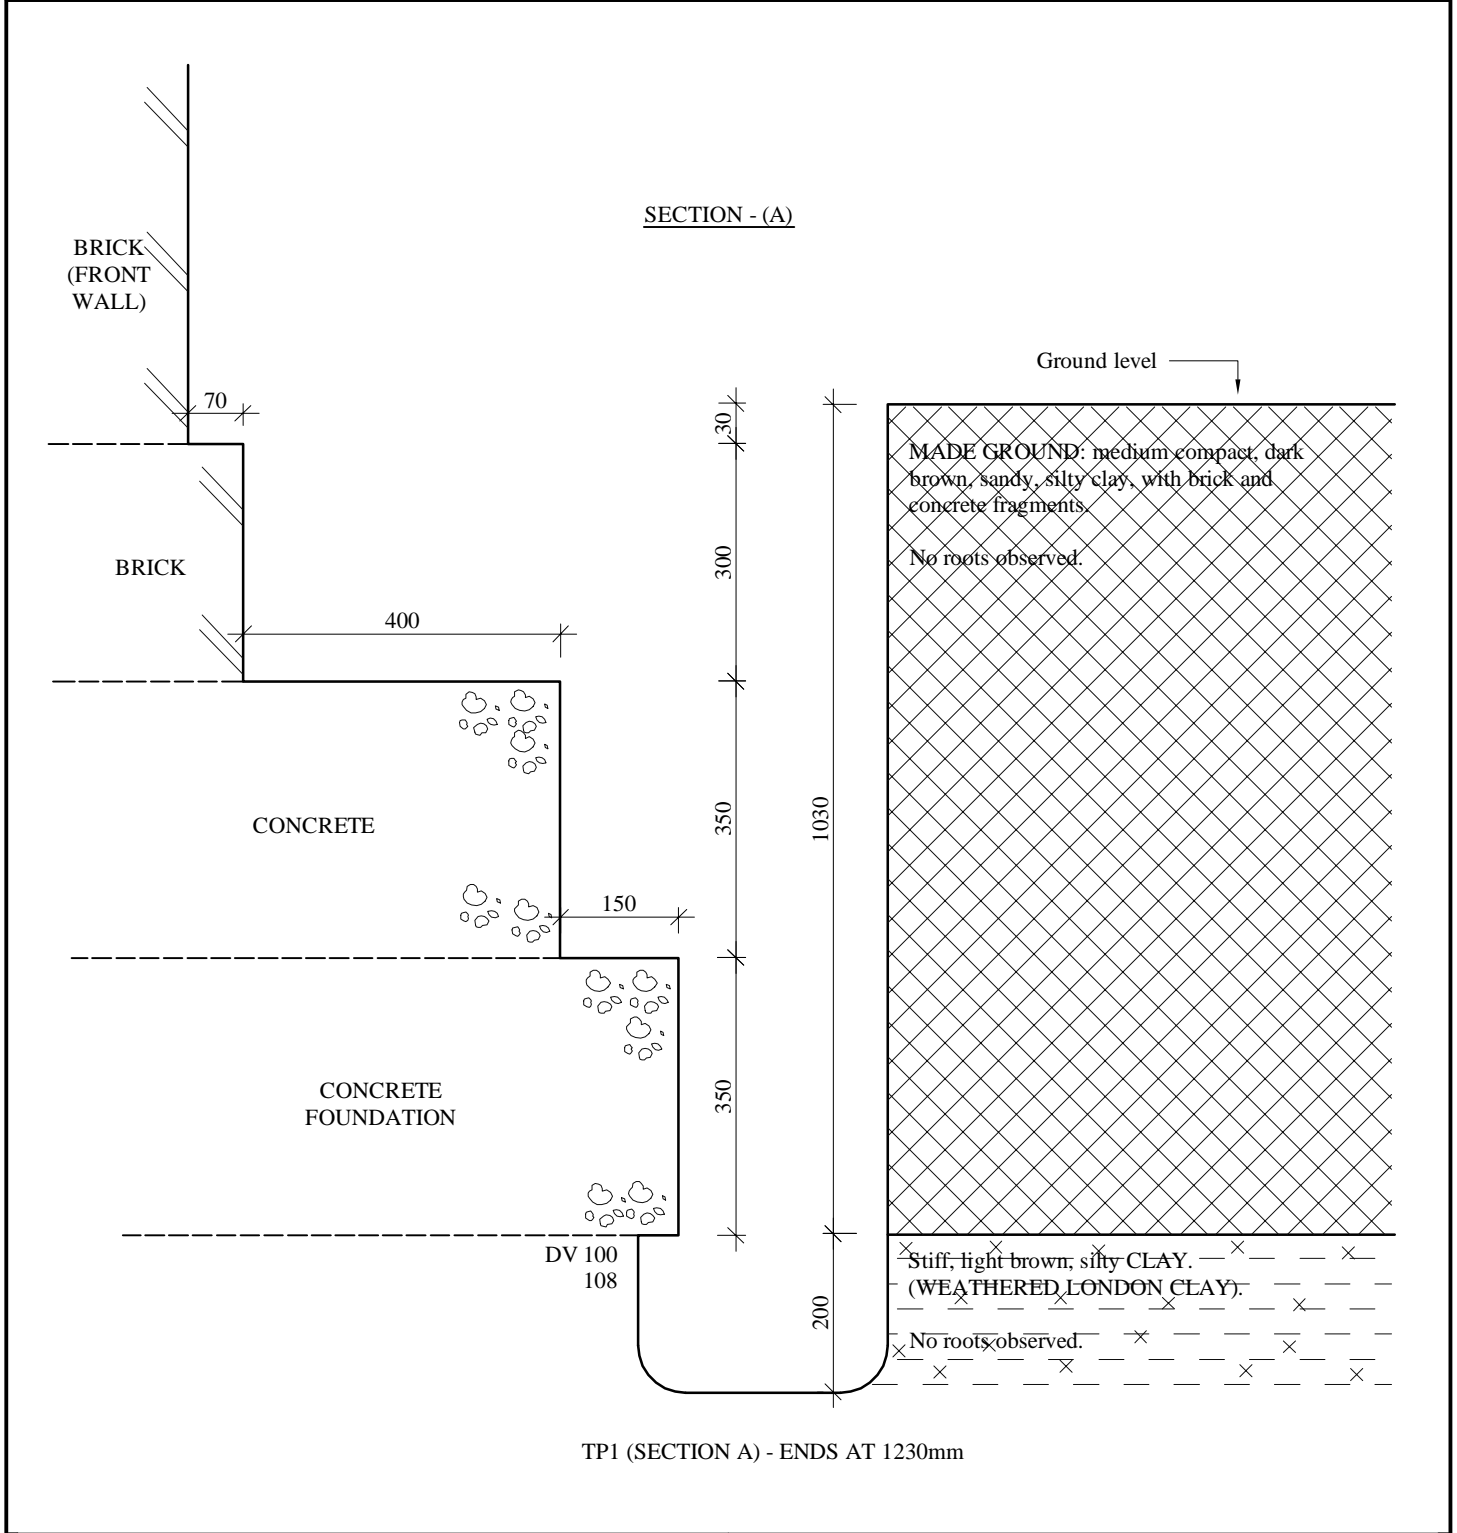 SECTION - (A)
BRICK
(FRONT
WALL)
Ground level
70
30
MADE GROUND: medium compact, dark
brown, sandy, silty clay, with brick and
concrete fragments.
No roots observed.
BRICK
300
400
CONCRETE
350
1030
150
CONCRETE
FOUNDATION
350
DV 100
108
Stiff, light brown, silty CLAY.
(WEATHERED LONDON CLAY).
No roots observed.
200
TP1 (SECTION A) - ENDS AT 1230mm